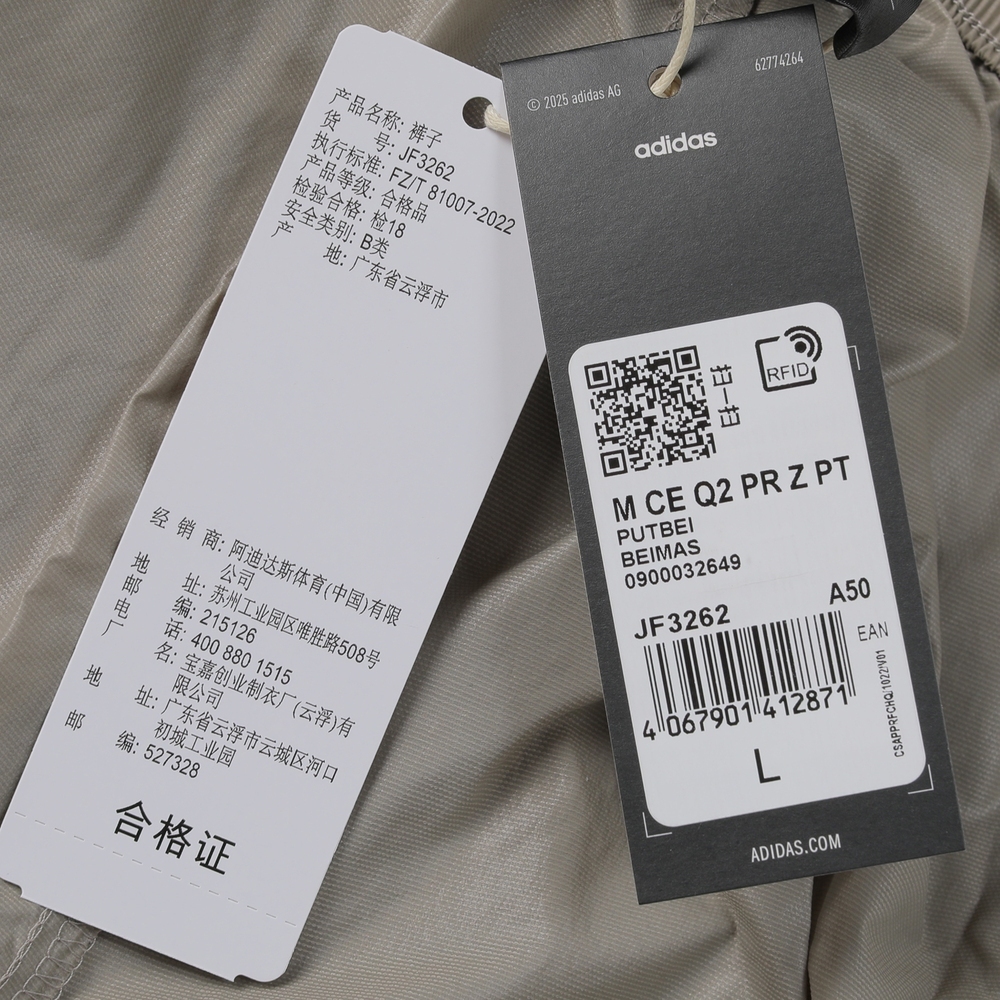 产品名称: 裤子
货 号: JF3262
执行标准: FZ/T 81007-2022
产品等级: 合格品
检验合格: 检18
安全类别: B类
产 地: 广东省云浮市
经 销 商: 阿迪达斯体育(中国)有限
公司
地 址: 苏州工业园区唯胜路508号
邮 编: 215126
电 话: 400 880 1515
厂 名: 宝嘉创业制衣厂(云浮)有
限公司
地 址: 广东省云浮市云城区河口
初城工业园
邮 编: 527328
合格证
© 2025 adidas AG
62774264
adidas
RFID
M CE Q2 PR Z PT
PUTBEI
BEIMAS
0900032649
JF3262
A50
EAN
4 067901 412871
CSAPPRFCHQ/1022/V01
L
ADIDAS.COM